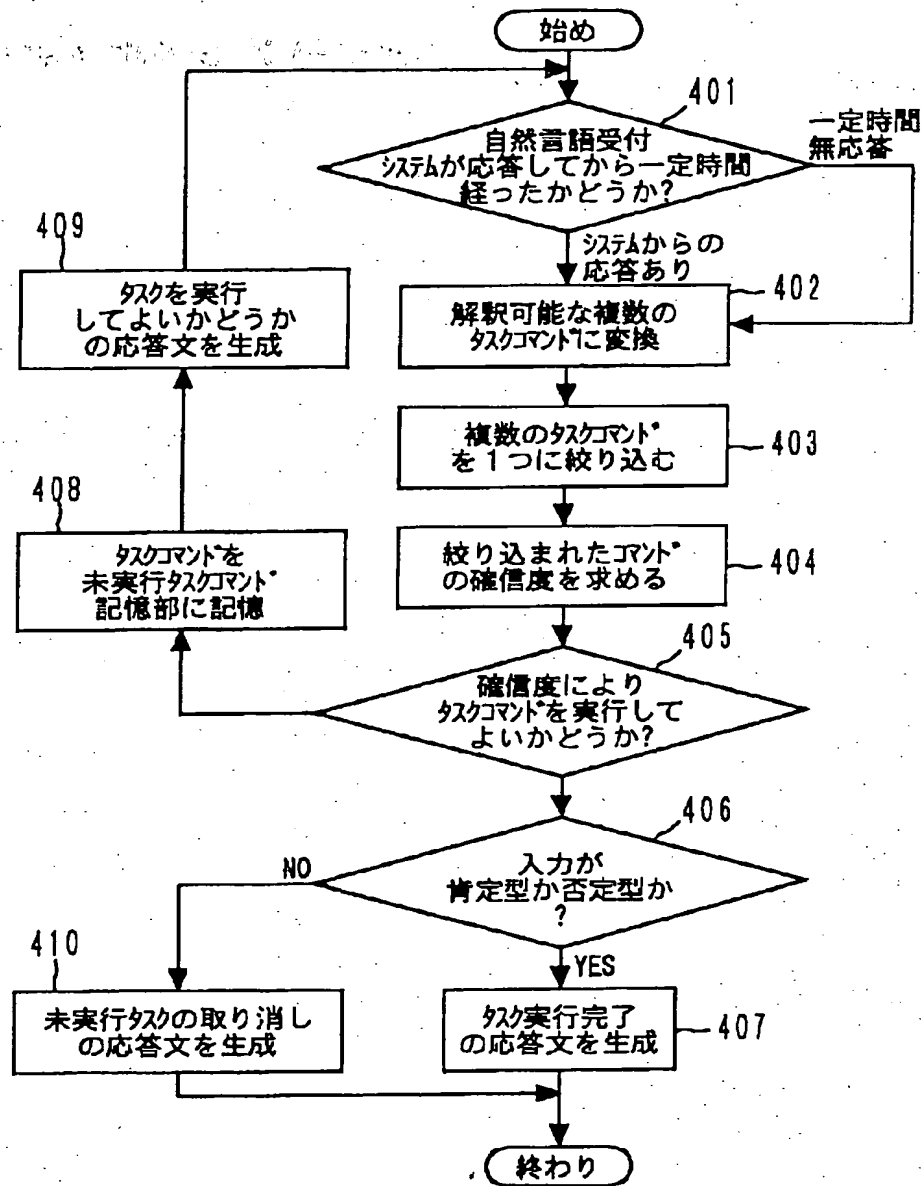 始め
401
自然言語受付
システムが応答してから一定時間
経ったかどうか?
一定時間
無応答
システムからの
応答あり
409
タスクを実行
してよいかどうか
の応答文を生成
402
解釈可能な複数の
タスクコマンドに変換
複数のタスクコマンド
を1つに絞り込む
403
408
タスクコマンドを
未実行タスクコマンド
記憶部に記憶
絞り込まれたコマンド
の確信度を求める
404
405
確信度により
タスクコマンドを実行して
よいかどうか?
406
入力が
肯定型か否定型か
?
NO
YES
410
未実行タスクの取り消し
の応答文を生成
タスク実行完了
の応答文を生成
407
終わり